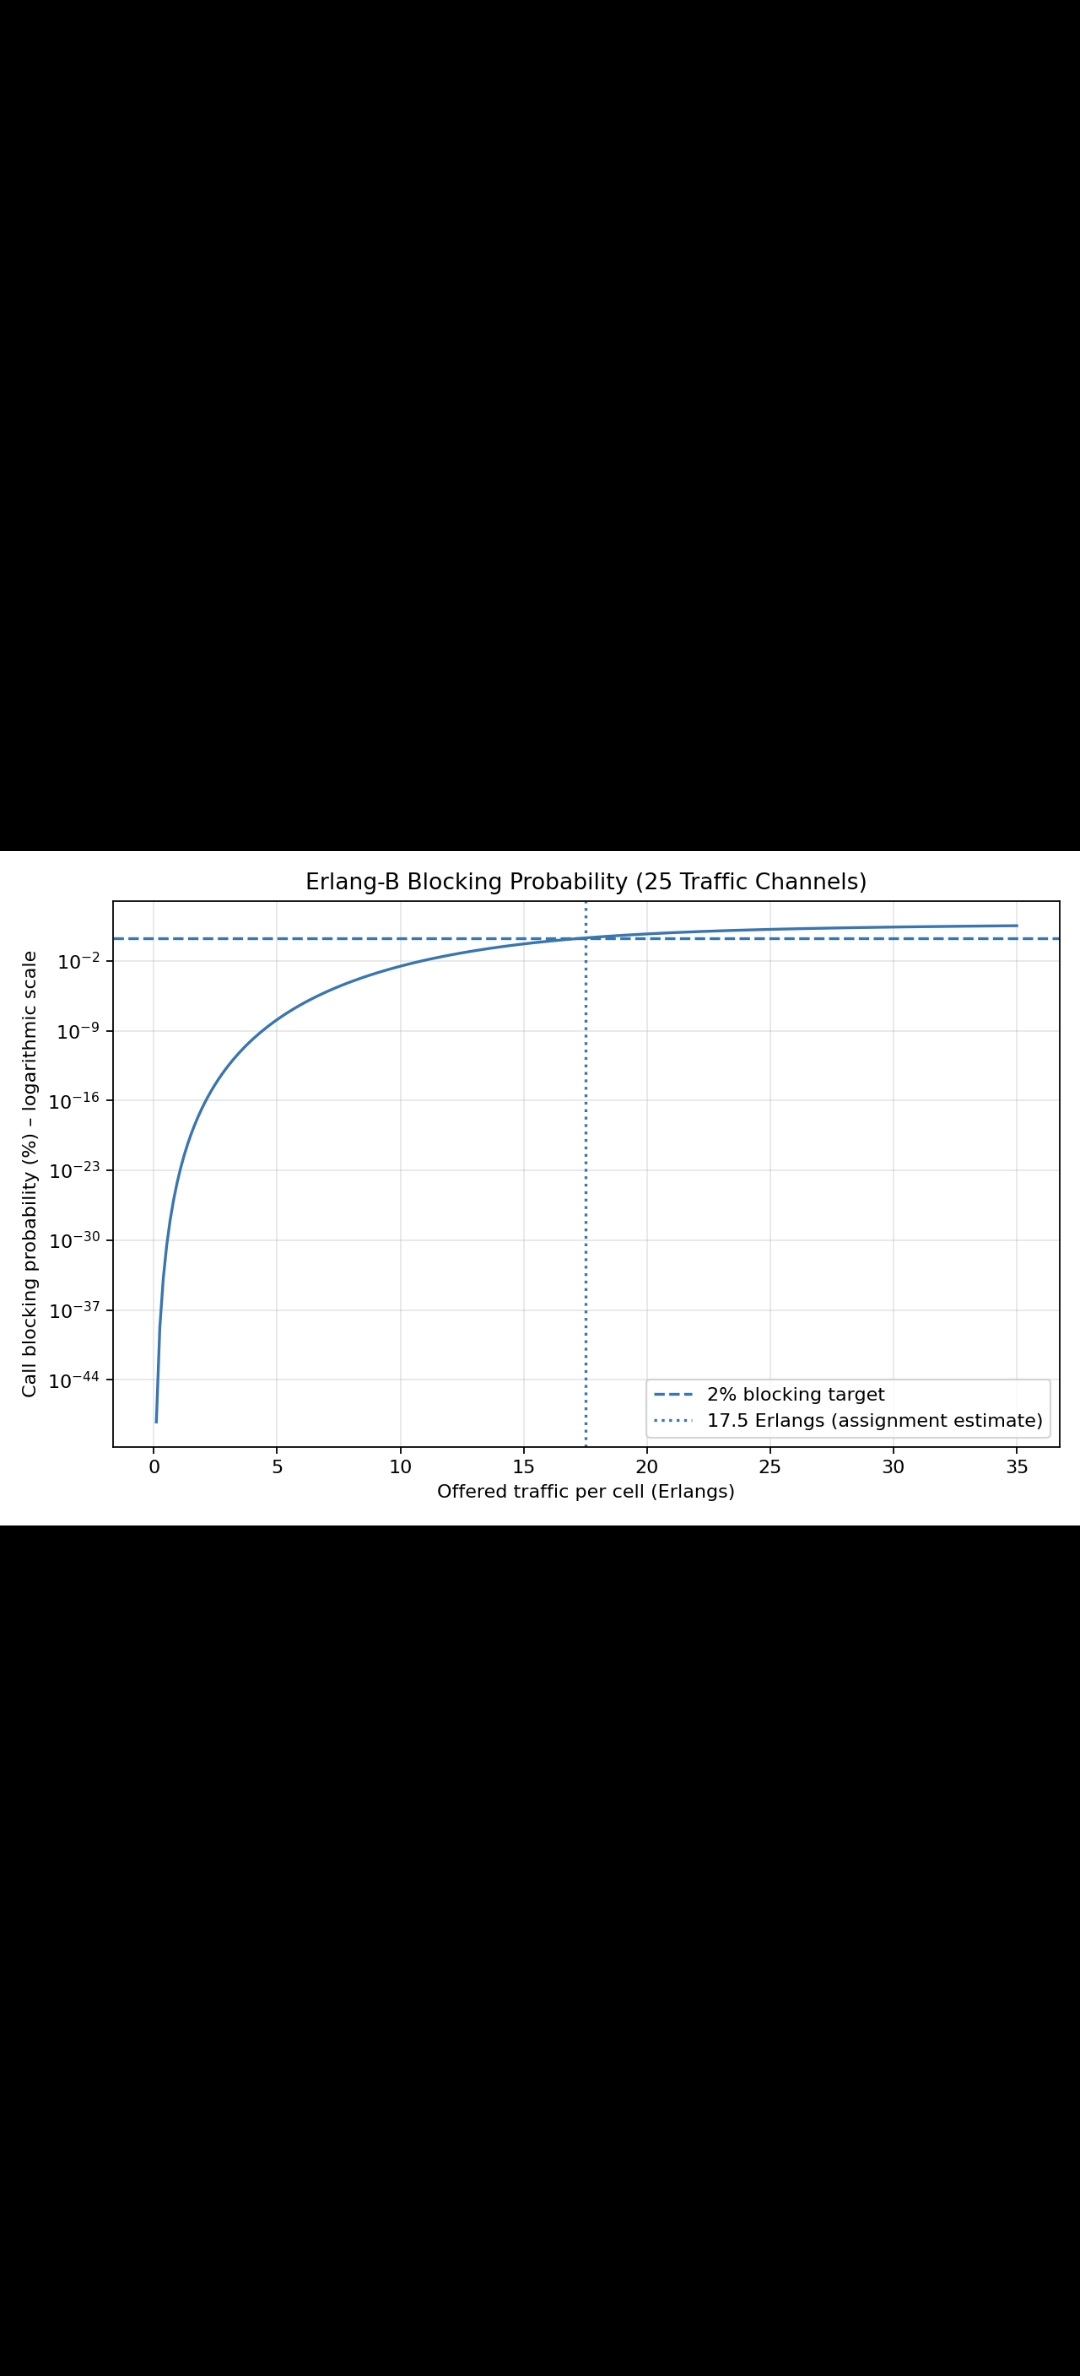 Erlang-B Blocking Probability (25 Traffic Channels)
Call blocking probability (%) – logarithmic scale
10⁻²
10⁻⁹
10⁻¹⁶
10⁻²³
10⁻³⁰
10⁻³⁷
10⁻⁴⁴
2% blocking target
17.5 Erlangs (assignment estimate)
0 5 10 15 20 25 30 35
Offered traffic per cell (Erlangs)